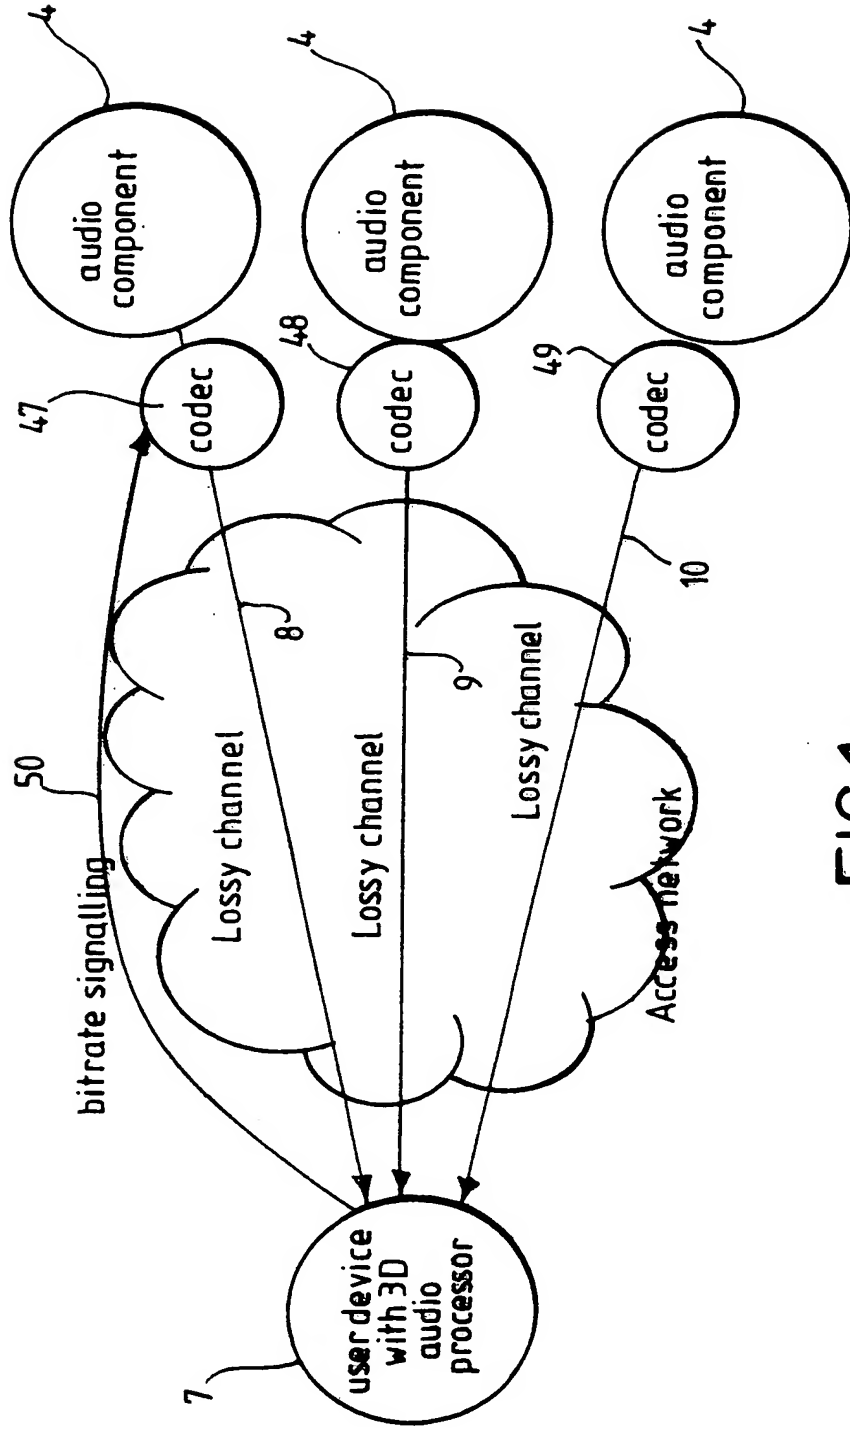 4
50
47
bitrate signalling
audio
component
codec
7
Lossy channel
8
48
4
user device
with 3D
audio
processor
Lossy channel
codec
audio
component
9
Lossy channel
49
4
codec
audio
component
Access network
10
FIG